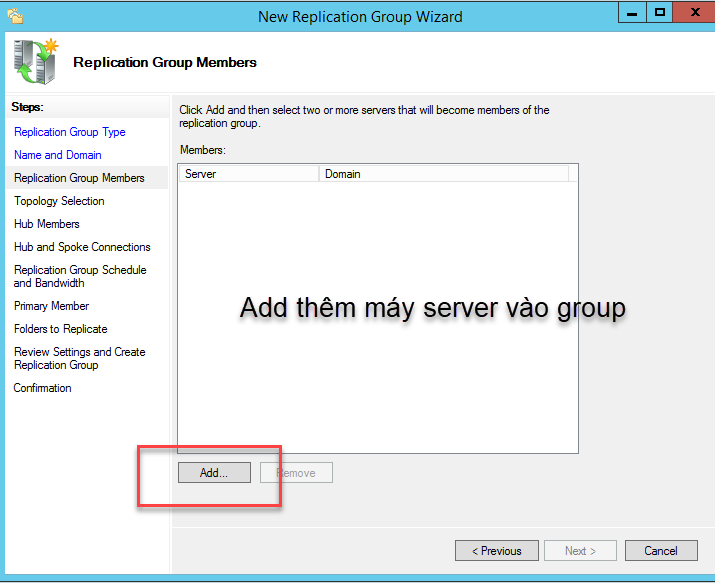 New Replication Group Wizard
Replication Group Members
Steps:
Replication Group Type
Name and Domain
Replication Group Members
Topology Selection
Hub Members
Hub and Spoke Connections
Replication Group Schedule
and Bandwidth
Primary Member
Folders to Replicate
Review Settings and Create
Replication Group
Confirmation
Click Add and then select two or more servers that will become members of the
replication group.
Members:
Server Domain
Add thêm máy server vào group
Add... Remove
< Previous Next > Cancel